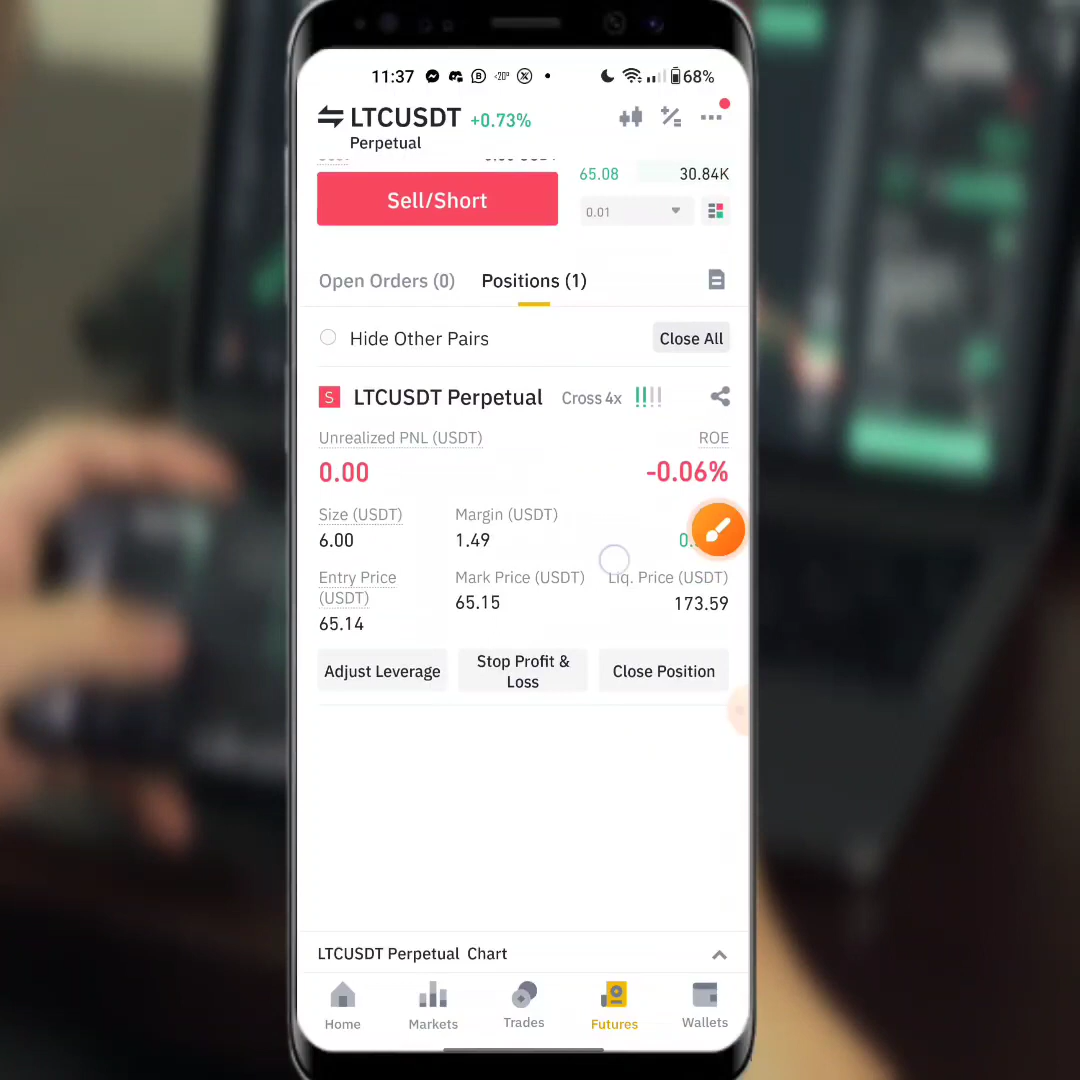 11:37
68%
LTCUSDT +0.73%
Perpetual
65.08 30.84K
Sell/Short
0.01
Open Orders (0) Positions (1)
Hide Other Pairs Close All
S LTCUSDT Perpetual Cross 4x
Unrealized PNL (USDT) ROE
0.00 -0.06%
Size (USDT) Margin (USDT)
6.00 1.49 0.
Entry Price (USDT) Mark Price (USDT) Liq. Price (USDT)
65.14 65.15 173.59
Adjust Leverage Stop Profit & Loss Close Position
LTCUSDT Perpetual Chart
Home Markets Trades Futures Wallets